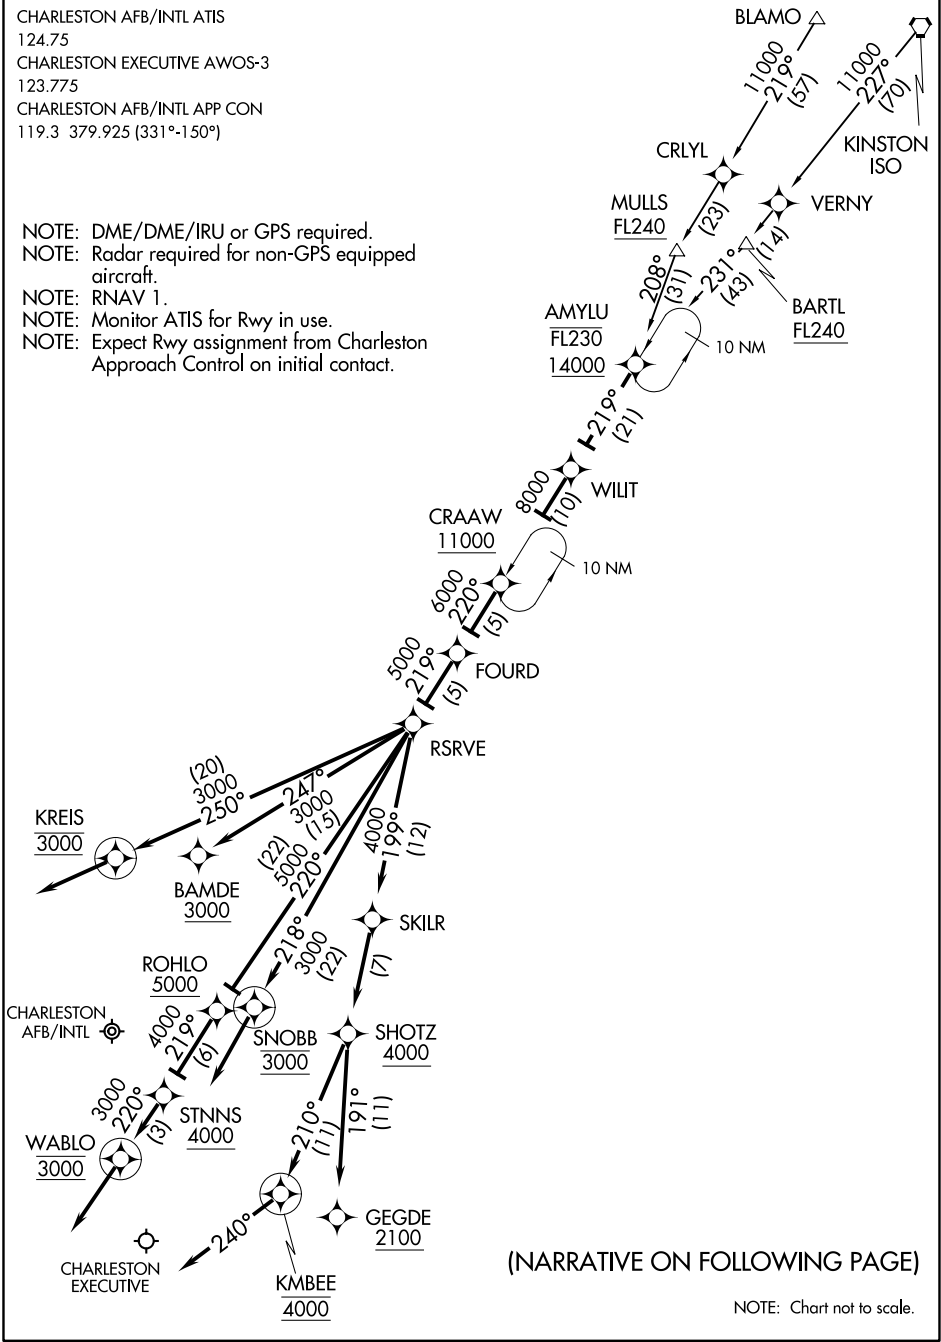 CHARLESTON AFB/INTL ATIS
124.75
CHARLESTON EXECUTIVE AWOS-3
123.775
CHARLESTON AFB/INTL APP CON
119.3 379.925 (331°-150°)
NOTE: DME/DME/IRU or GPS required.
NOTE: Radar required for non-GPS equipped
aircraft.
NOTE: RNAV 1.
NOTE: Monitor ATIS for Rwy in use.
NOTE: Expect Rwy assignment from Charleston
Approach Control on initial contact.
BLAMO
11000
219°
(57)
11000
227°
(70)
KINSTON
ISO
CRLYL
(23)
VERNY
(14)
MULLS
FL240
208°
(31)
231°
(43)
BARTL
FL240
AMYLU
FL230
14000
10 NM
219°
(21)
WILIT
8000
(10)
CRAAW
11000
10 NM
6000
220°
(5)
FOURD
5000
219°
(5)
RSRVE
(20)
3000
250°
247°
3000
(15)
KREIS
3000
BAMDE
3000
(22)
5000
220°
218°
3000
(22)
4000
199°
(12)
SKILR
(7)
ROHLO
5000
CHARLESTON
AFB/INTL
4000
219°
(6)
SNOBB
3000
SHOTZ
4000
3000
220°
(3)
STNNS
4000
210°
(11)
191°
(11)
WABLO
3000
CHARLESTON
EXECUTIVE
240°
KMBEE
4000
GEGDE
2100
(NARRATIVE ON FOLLOWING PAGE)
NOTE: Chart not to scale.